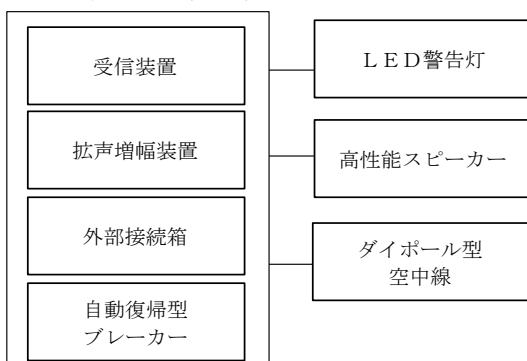 受信装置
拡声増幅装置
外部接続箱
自動復帰型
ブレーカー
ＬＥＤ警告灯
高性能スピーカー
ダイポール型
空中線